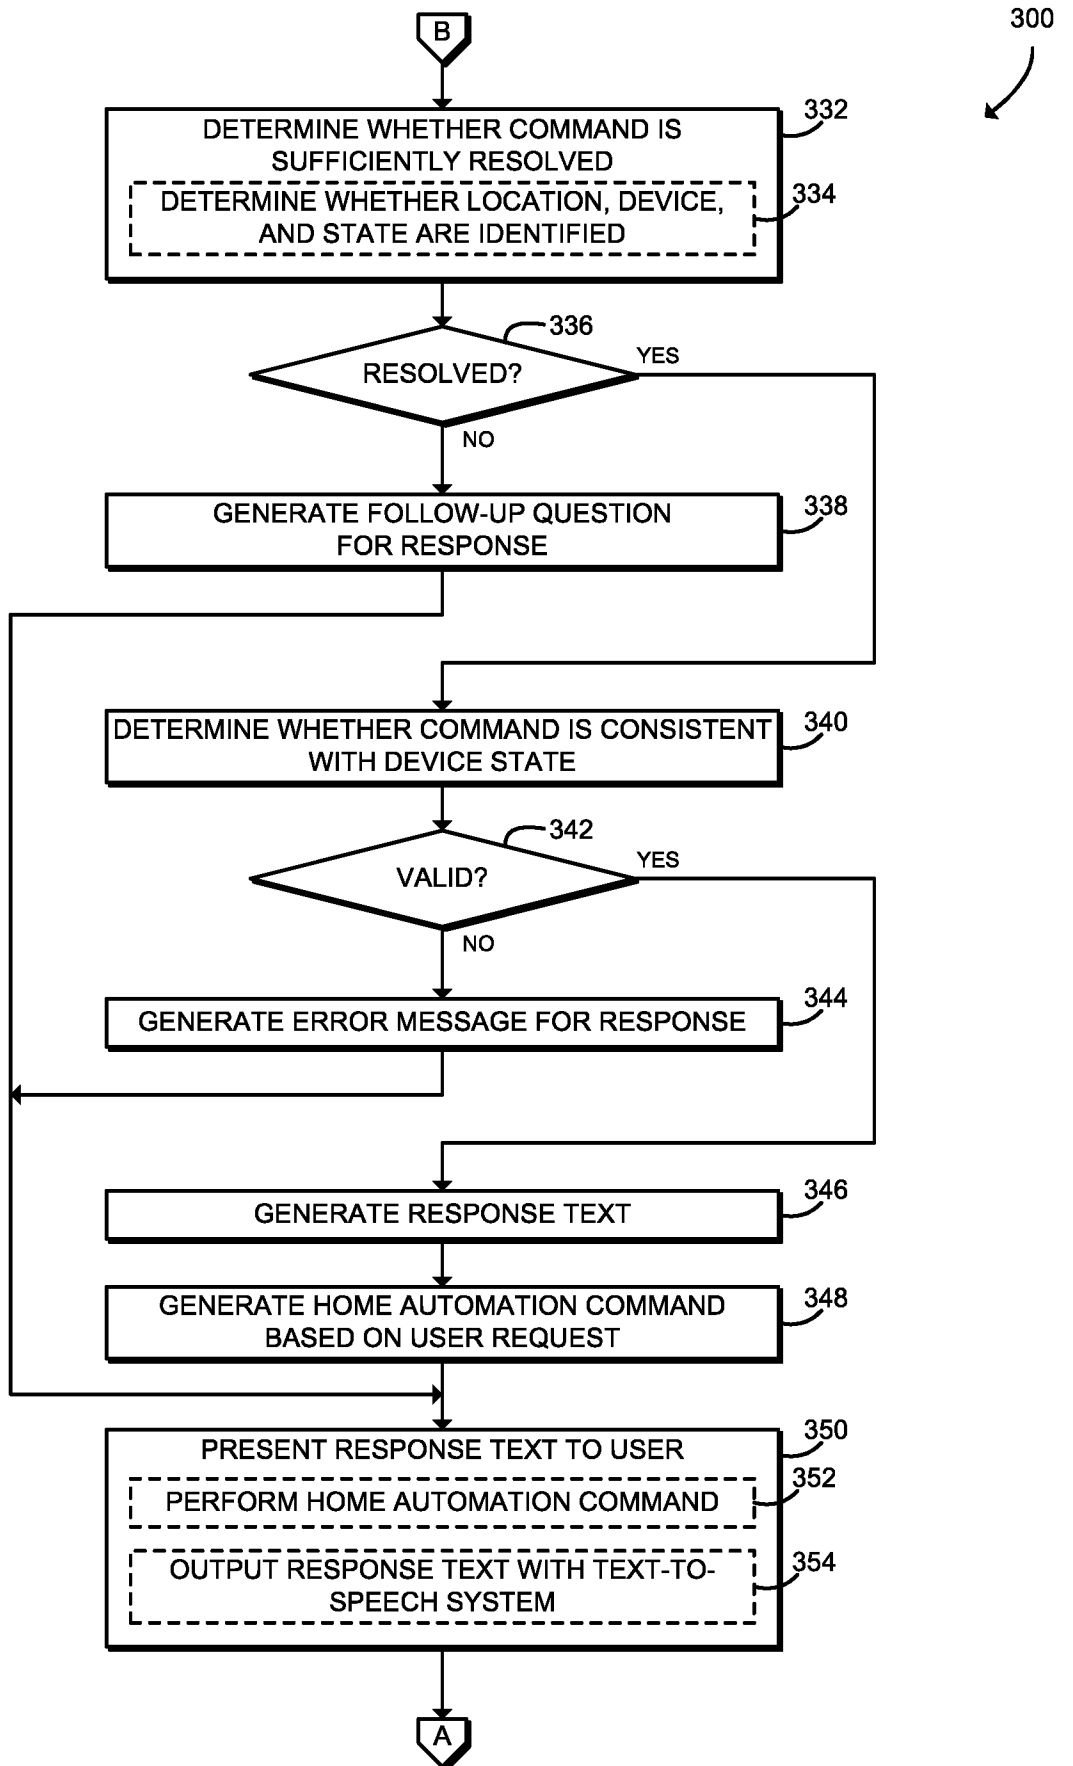 300
B
332
DETERMINE WHETHER COMMAND IS
SUFFICIENTLY RESOLVED
334
DETERMINE WHETHER LOCATION, DEVICE,
AND STATE ARE IDENTIFIED
336
RESOLVED?
YES
NO
338
GENERATE FOLLOW-UP QUESTION
FOR RESPONSE
340
DETERMINE WHETHER COMMAND IS CONSISTENT
WITH DEVICE STATE
342
VALID?
YES
NO
344
GENERATE ERROR MESSAGE FOR RESPONSE
346
GENERATE RESPONSE TEXT
348
GENERATE HOME AUTOMATION COMMAND
BASED ON USER REQUEST
350
PRESENT RESPONSE TEXT TO USER
352
PERFORM HOME AUTOMATION COMMAND
354
OUTPUT RESPONSE TEXT WITH TEXT-TO-
SPEECH SYSTEM
A